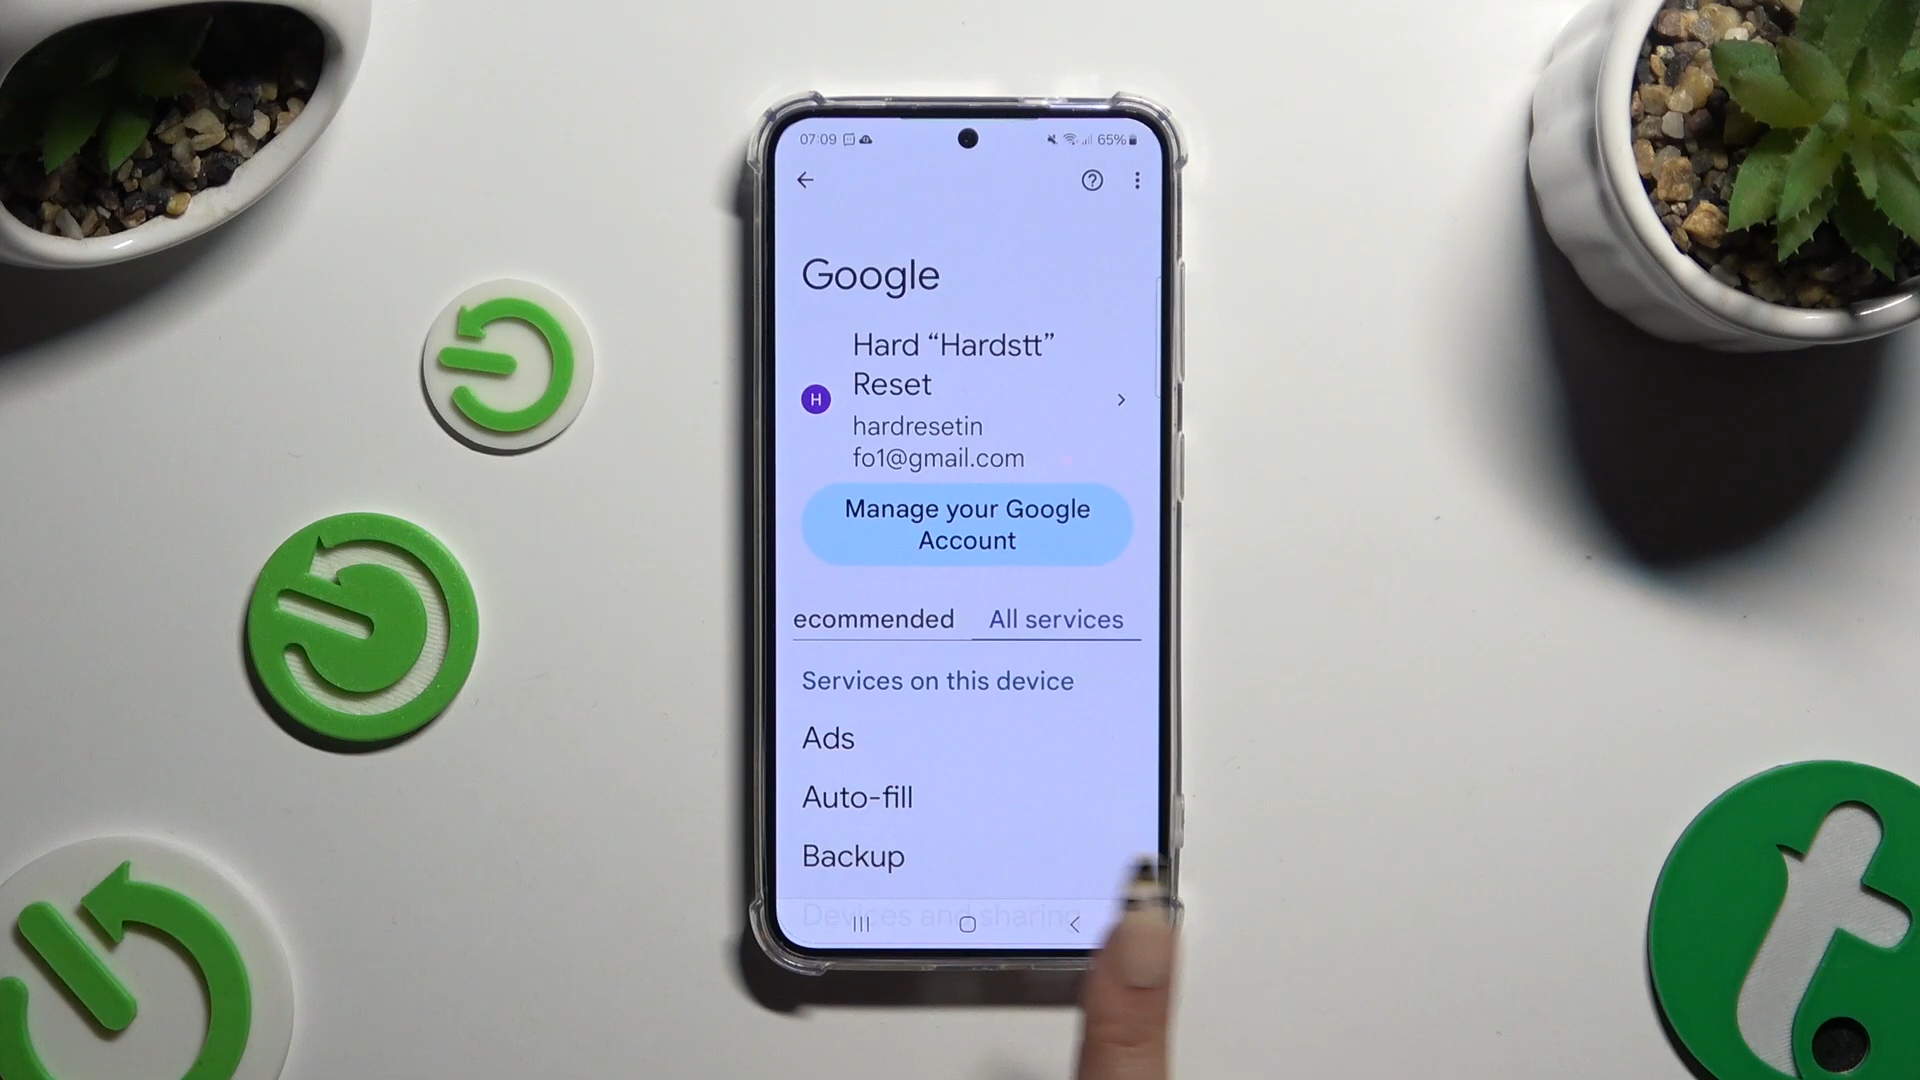 07:09 65%
Google
Hard “Hardstt”
Reset
H
hardresetin
fo1@gmail.com
Manage your Google
Account
ecommended All services
Services on this device
Ads
Auto-fill
Backup
Devices and sharing